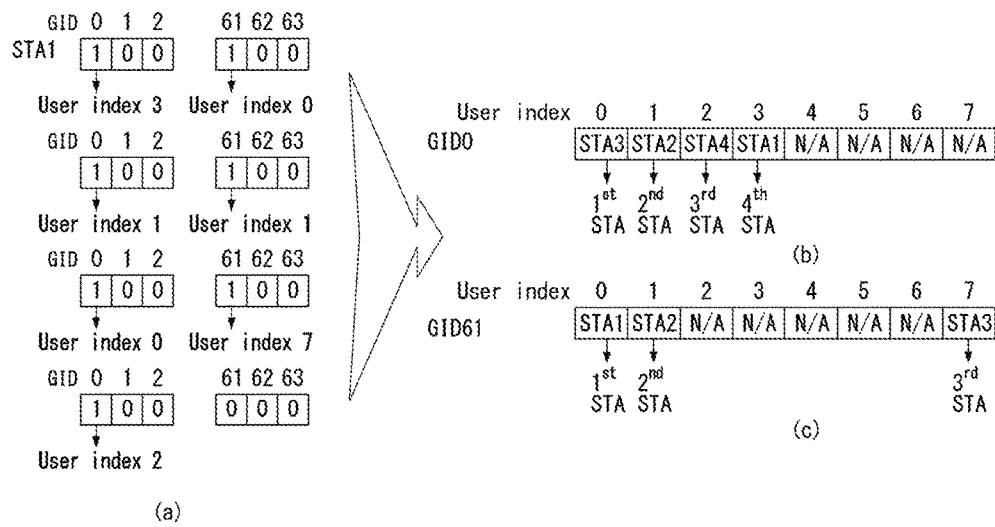 GID 0 1 2 61 62 63
STA1 1 0 0 1 0 0
User index 3 User index 0
GID 0 1 2 61 62 63
1 0 0 1 0 0
User index 1 User index 1
GID 0 1 2 61 62 63
1 0 0 1 0 0
User index 0 User index 7
GID 0 1 2 61 62 63
1 0 0 0 0 0
User index 2
(a)
User index 0 1 2 3 4 5 6 7
GID0 STA3 STA2 STA4 STA1 N/A N/A N/A N/A
1st 2nd 3rd 4th
STA STA STA STA
(b)
User index 0 1 2 3 4 5 6 7
GID61 STA1 STA2 N/A N/A N/A N/A N/A STA3
1st 2nd 3rd
STA STA STA
(c)